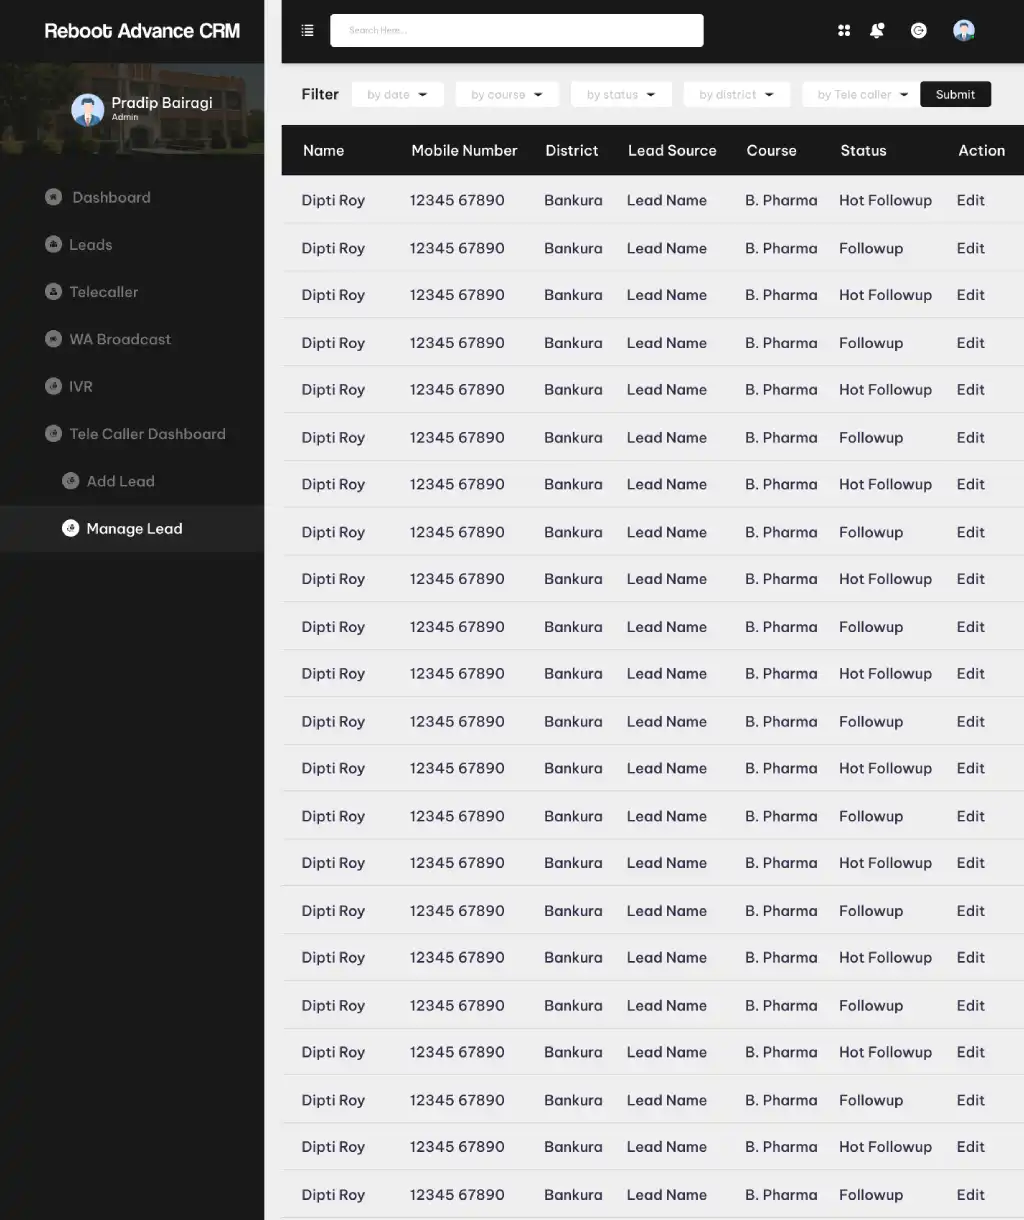 Reboot Advance CRM
Search Here...
Pradip Bairagi
Admin
Dashboard
Leads
Telecaller
WA Broadcast
IVR
Tele Caller Dashboard
Add Lead
Manage Lead
Filter by date by course by status by district by Tele caller Submit
Name Mobile Number District Lead Source Course Status Action
Dipti Roy 12345 67890 Bankura Lead Name B. Pharma Hot Followup Edit
Dipti Roy 12345 67890 Bankura Lead Name B. Pharma Followup Edit
Dipti Roy 12345 67890 Bankura Lead Name B. Pharma Hot Followup Edit
Dipti Roy 12345 67890 Bankura Lead Name B. Pharma Followup Edit
Dipti Roy 12345 67890 Bankura Lead Name B. Pharma Hot Followup Edit
Dipti Roy 12345 67890 Bankura Lead Name B. Pharma Followup Edit
Dipti Roy 12345 67890 Bankura Lead Name B. Pharma Hot Followup Edit
Dipti Roy 12345 67890 Bankura Lead Name B. Pharma Followup Edit
Dipti Roy 12345 67890 Bankura Lead Name B. Pharma Hot Followup Edit
Dipti Roy 12345 67890 Bankura Lead Name B. Pharma Followup Edit
Dipti Roy 12345 67890 Bankura Lead Name B. Pharma Hot Followup Edit
Dipti Roy 12345 67890 Bankura Lead Name B. Pharma Followup Edit
Dipti Roy 12345 67890 Bankura Lead Name B. Pharma Hot Followup Edit
Dipti Roy 12345 67890 Bankura Lead Name B. Pharma Followup Edit
Dipti Roy 12345 67890 Bankura Lead Name B. Pharma Hot Followup Edit
Dipti Roy 12345 67890 Bankura Lead Name B. Pharma Followup Edit
Dipti Roy 12345 67890 Bankura Lead Name B. Pharma Hot Followup Edit
Dipti Roy 12345 67890 Bankura Lead Name B. Pharma Followup Edit
Dipti Roy 12345 67890 Bankura Lead Name B. Pharma Hot Followup Edit
Dipti Roy 12345 67890 Bankura Lead Name B. Pharma Followup Edit
Dipti Roy 12345 67890 Bankura Lead Name B. Pharma Hot Followup Edit
Dipti Roy 12345 67890 Bankura Lead Name B. Pharma Followup Edit